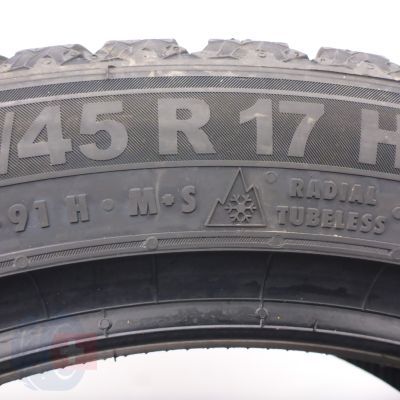 /45 R 17 H
91 H · M+S RADIAL
TUBELESS